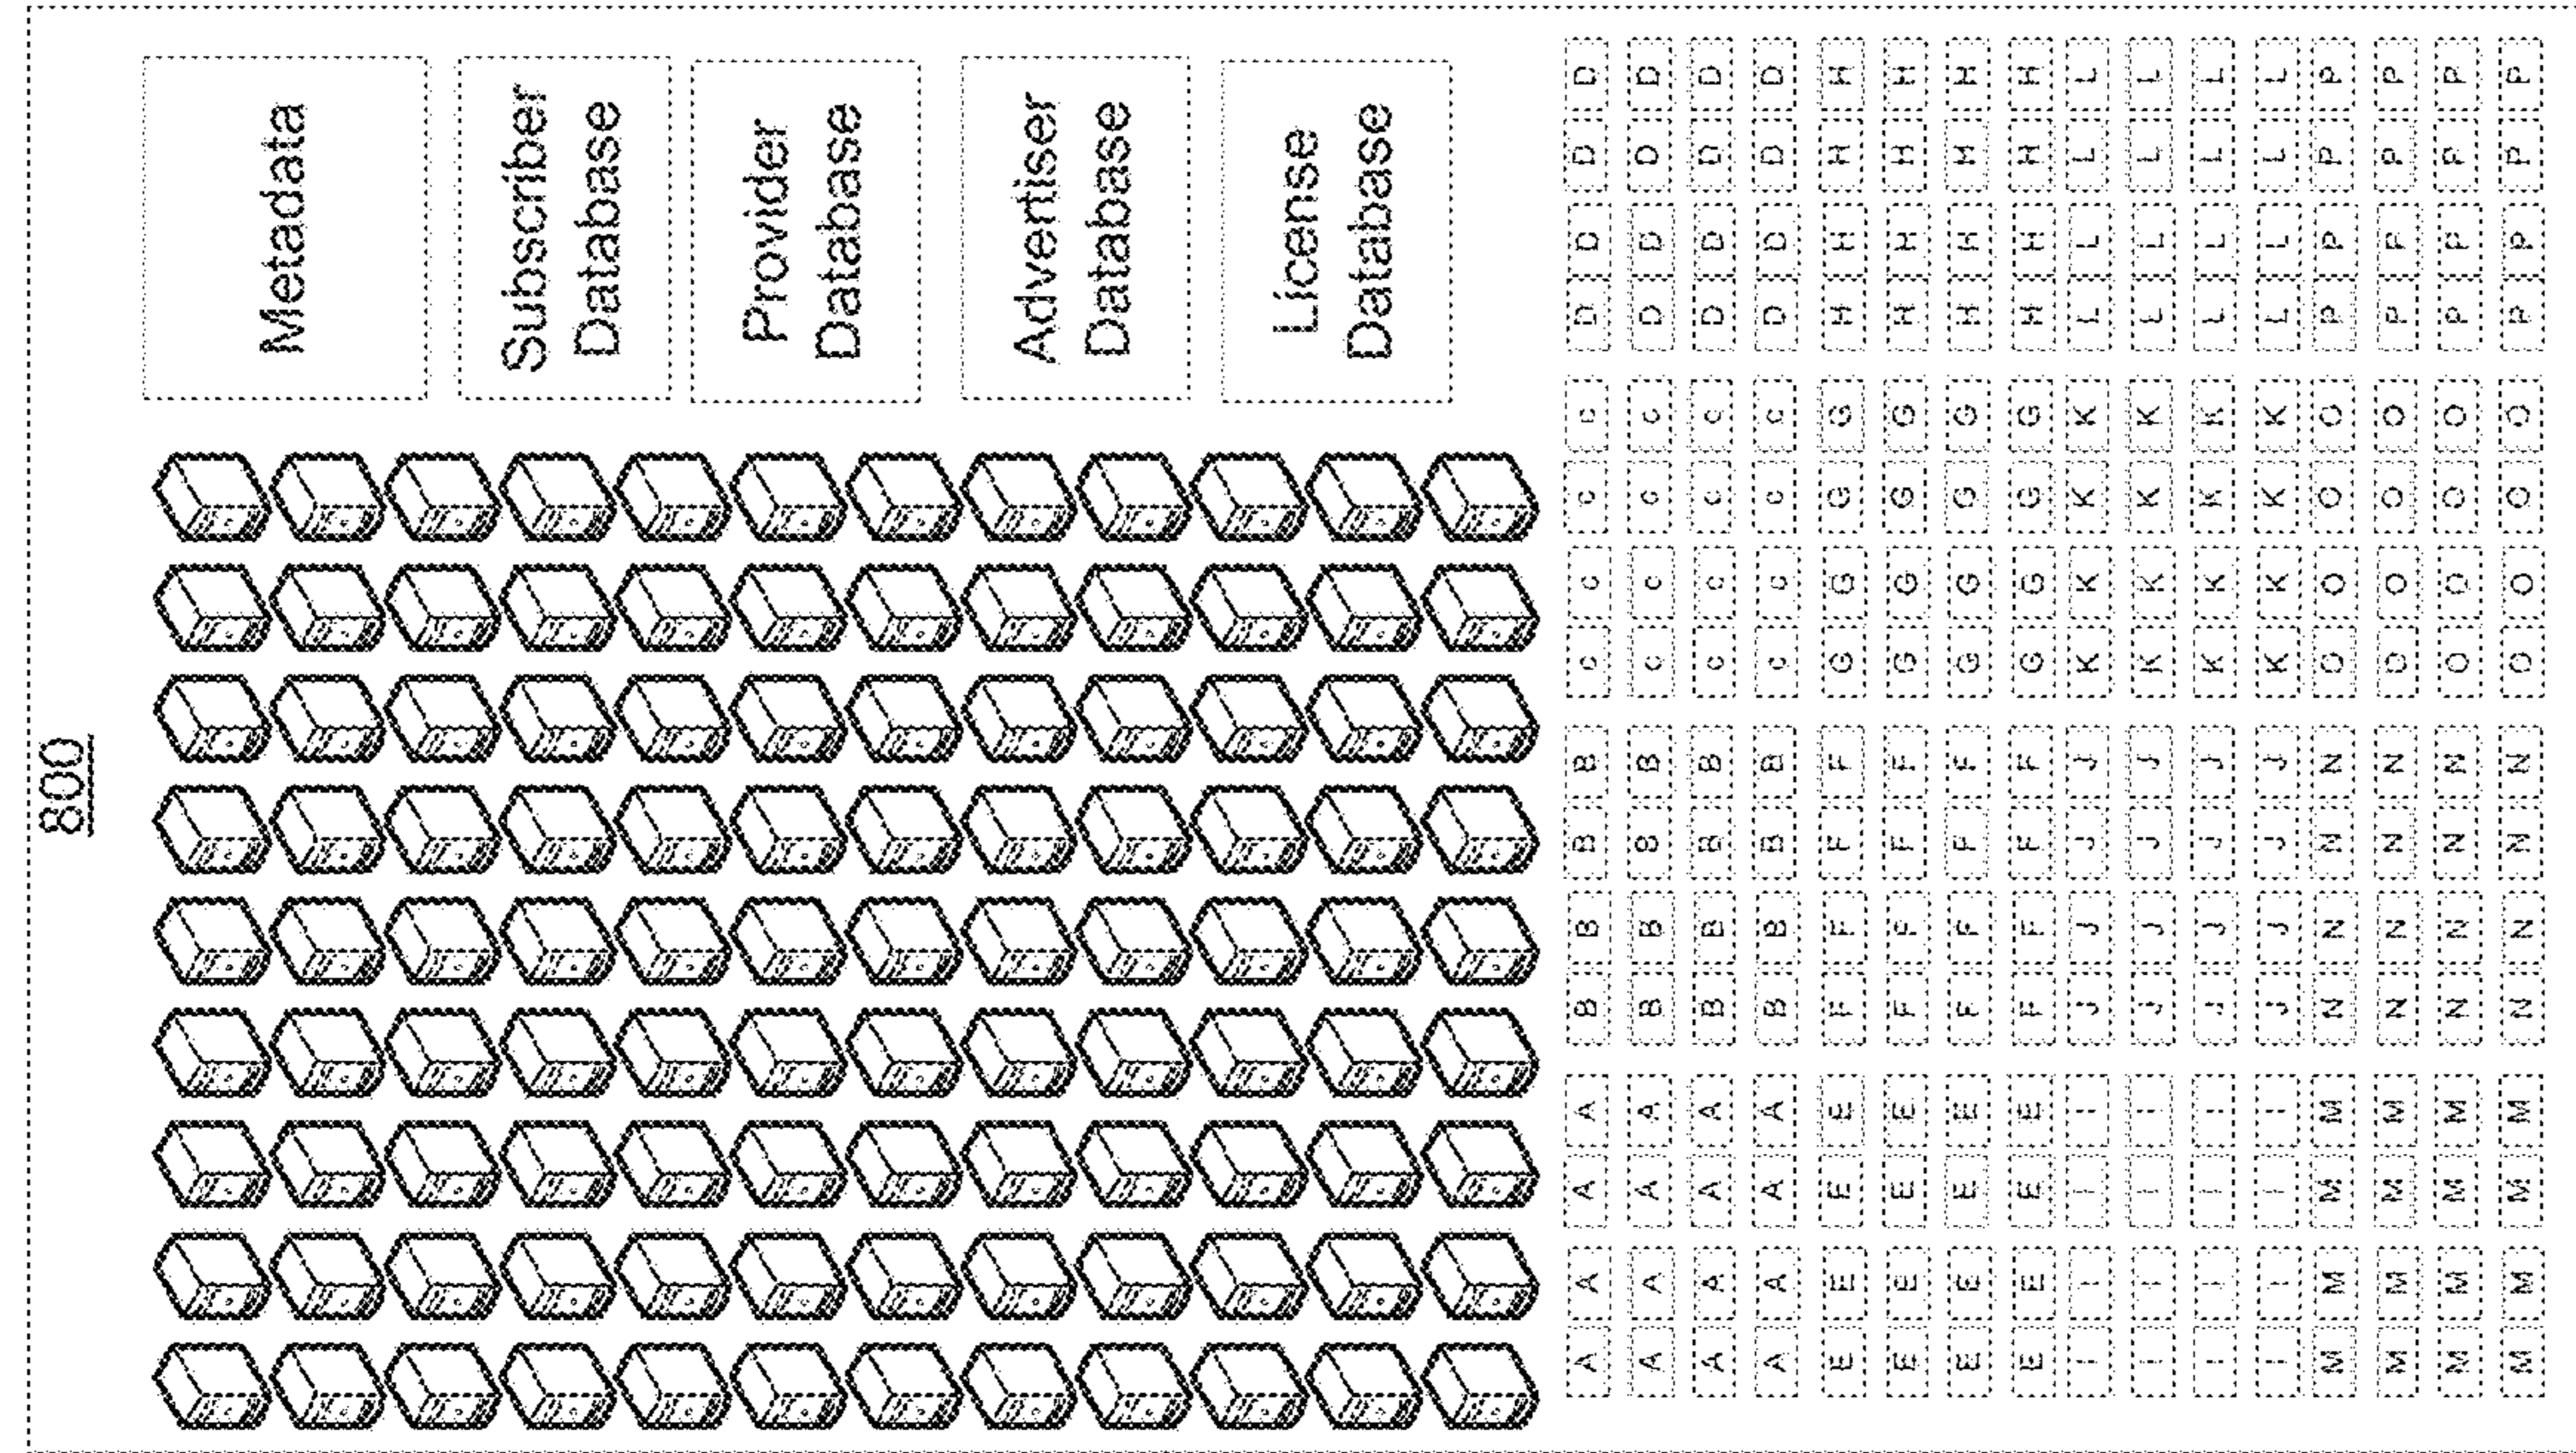 800
Metadata
Subscriber
Database
Provider
Database
Advertiser
Database
License
Database
A A A A B B B B c c c c D D D D
A A A A B B B B c c c c D D D D
A A A A B B B B c c c c D D D D
A A A A B B B B c c c c D D D D
E E E E F F F F G G G G H H H H
E E E E F F F F G G G G H H H H
E E E E F F F F G G G G H H H H
E E E E F F F F G G G G H H H H
I I I I J J J J K K K K L L L L
I I I I J J J J K K K K L L L L
I I I I J J J J K K K K L L L L
I I I I J J J J K K K K L L L L
M M M M N N N N O O O O P P P P
M M M M N N N N O O O O P P P P
M M M M N N N N O O O O P P P P
M M M M N N N N O O O O P P P P